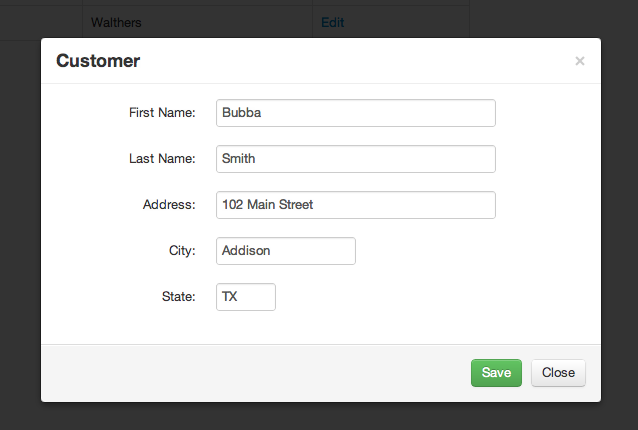 Walthers Edit
Customer ×
First Name: Bubba
Last Name: Smith
Address: 102 Main Street
City: Addison
State: TX
Save Close